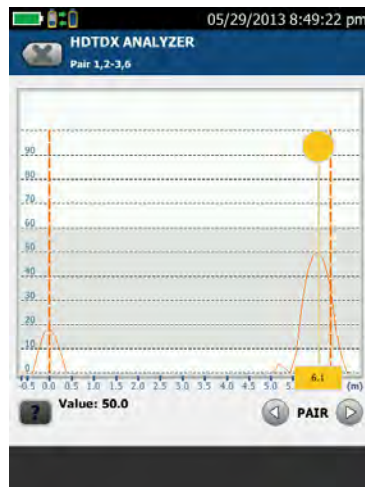 05/29/2013 8:49:22 pm
HDTDX ANALYZER
Pair 1,2-3,6
90
80
70
60
50
40
30
20
10
0
-0.5 0.0 0.5 1.0 1.5 2.0 2.5 3.0 3.5 4.0 4.5 5.0 5. 6.1 (m)
? Value: 50.0 PAIR